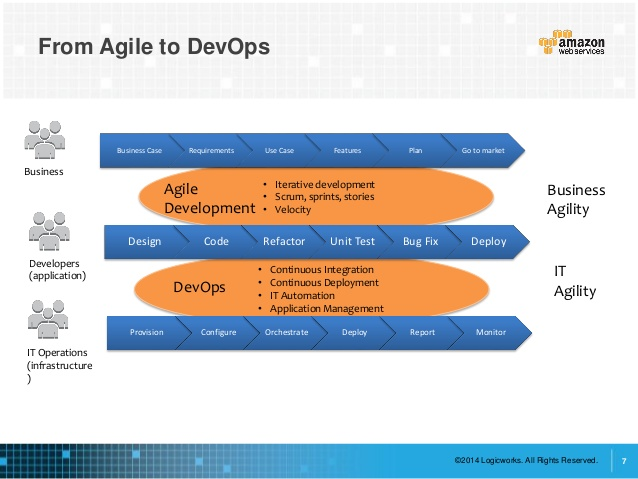 From Agile to DevOps
amazon
web services
Business
Business Case Requirements Use Case Features Plan Go to market
Agile
Development
• Iterative development
• Scrum, sprints, stories
• Velocity
Business
Agility
Developers
(application)
Design Code Refactor Unit Test Bug Fix Deploy
DevOps
• Continuous Integration
• Continuous Deployment
• IT Automation
• Application Management
IT
Agility
IT Operations
(infrastructure
)
Provision Configure Orchestrate Deploy Report Monitor
©2014 Logicworks. All Rights Reserved. 7